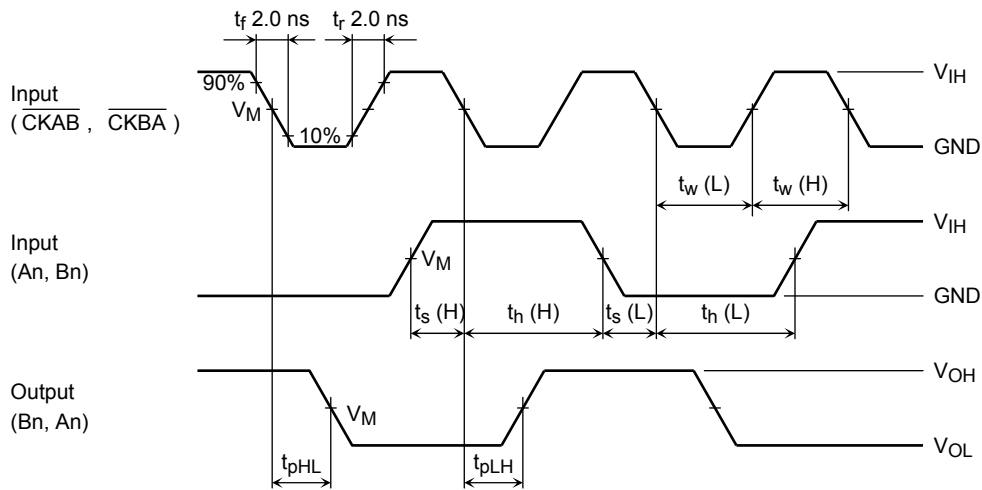 tf 2.0 ns tr 2.0 ns
Input
(CKAB, CKBA)
90%
VM
10%
VIH
GND
tw (L) tw (H)
Input
(An, Bn)
VM
VIH
GND
ts (H) th (H) ts (L) th (L)
Output
(Bn, An)
VM
VOH
VOL
tpHL tpLH